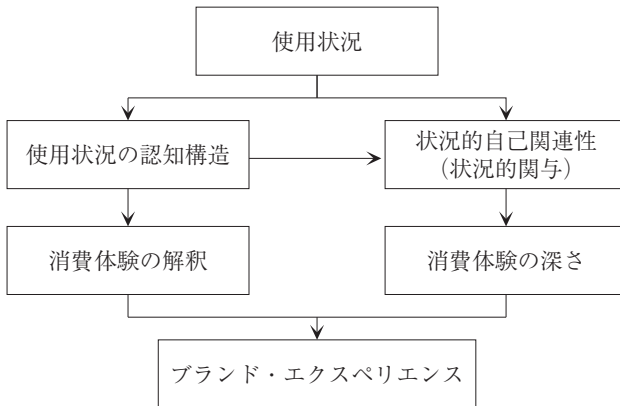 使用状況
使用状況の認知構造
状況的自己関連性
（状況的関与）
消費体験の解釈
消費体験の深さ
ブランド・エクスペリエンス